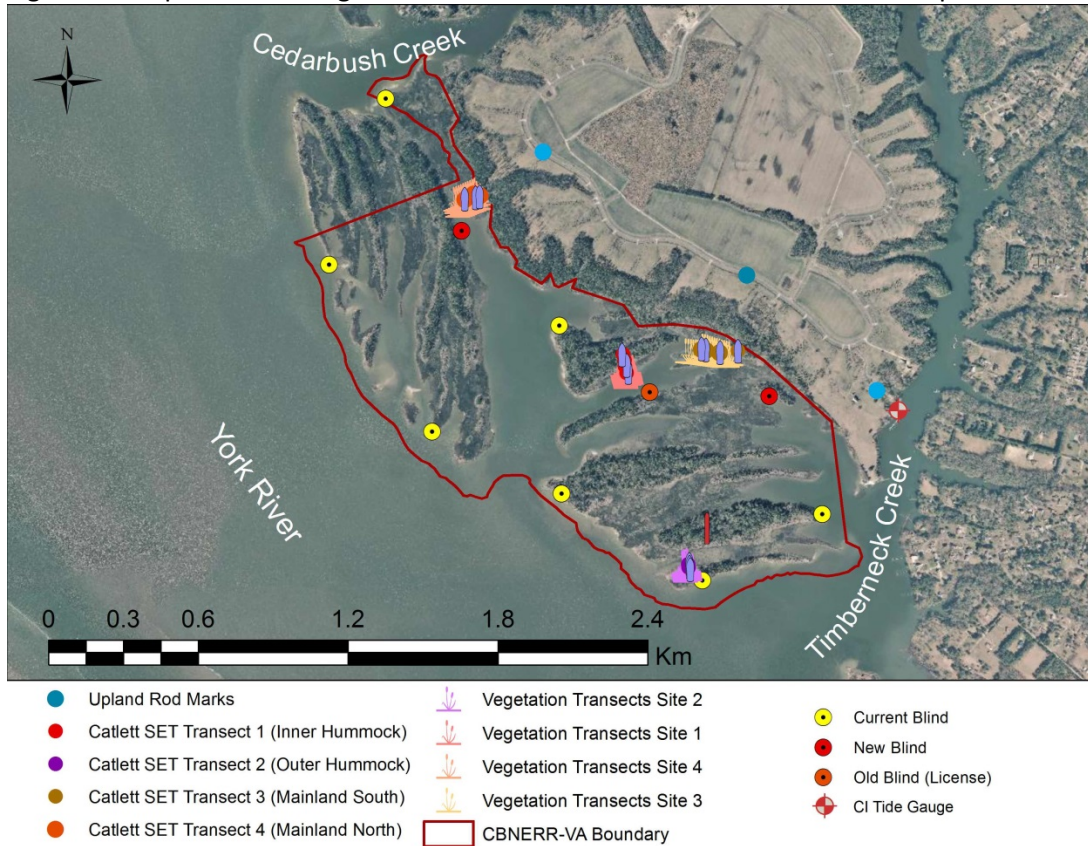 N
Cedarbush Creek
York River
Timberneck Creek
0 0.3 0.6 1.2 1.8 2.4
Km
Upland Rod Marks
Catlett SET Transect 1 (Inner Hummock)
Catlett SET Transect 2 (Outer Hummock)
Catlett SET Transect 3 (Mainland South)
Catlett SET Transect 4 (Mainland North)
Vegetation Transects Site 2
Vegetation Transects Site 1
Vegetation Transects Site 4
Vegetation Transects Site 3
CBNERR-VA Boundary
Current Blind
New Blind
Old Blind (License)
CI Tide Gauge